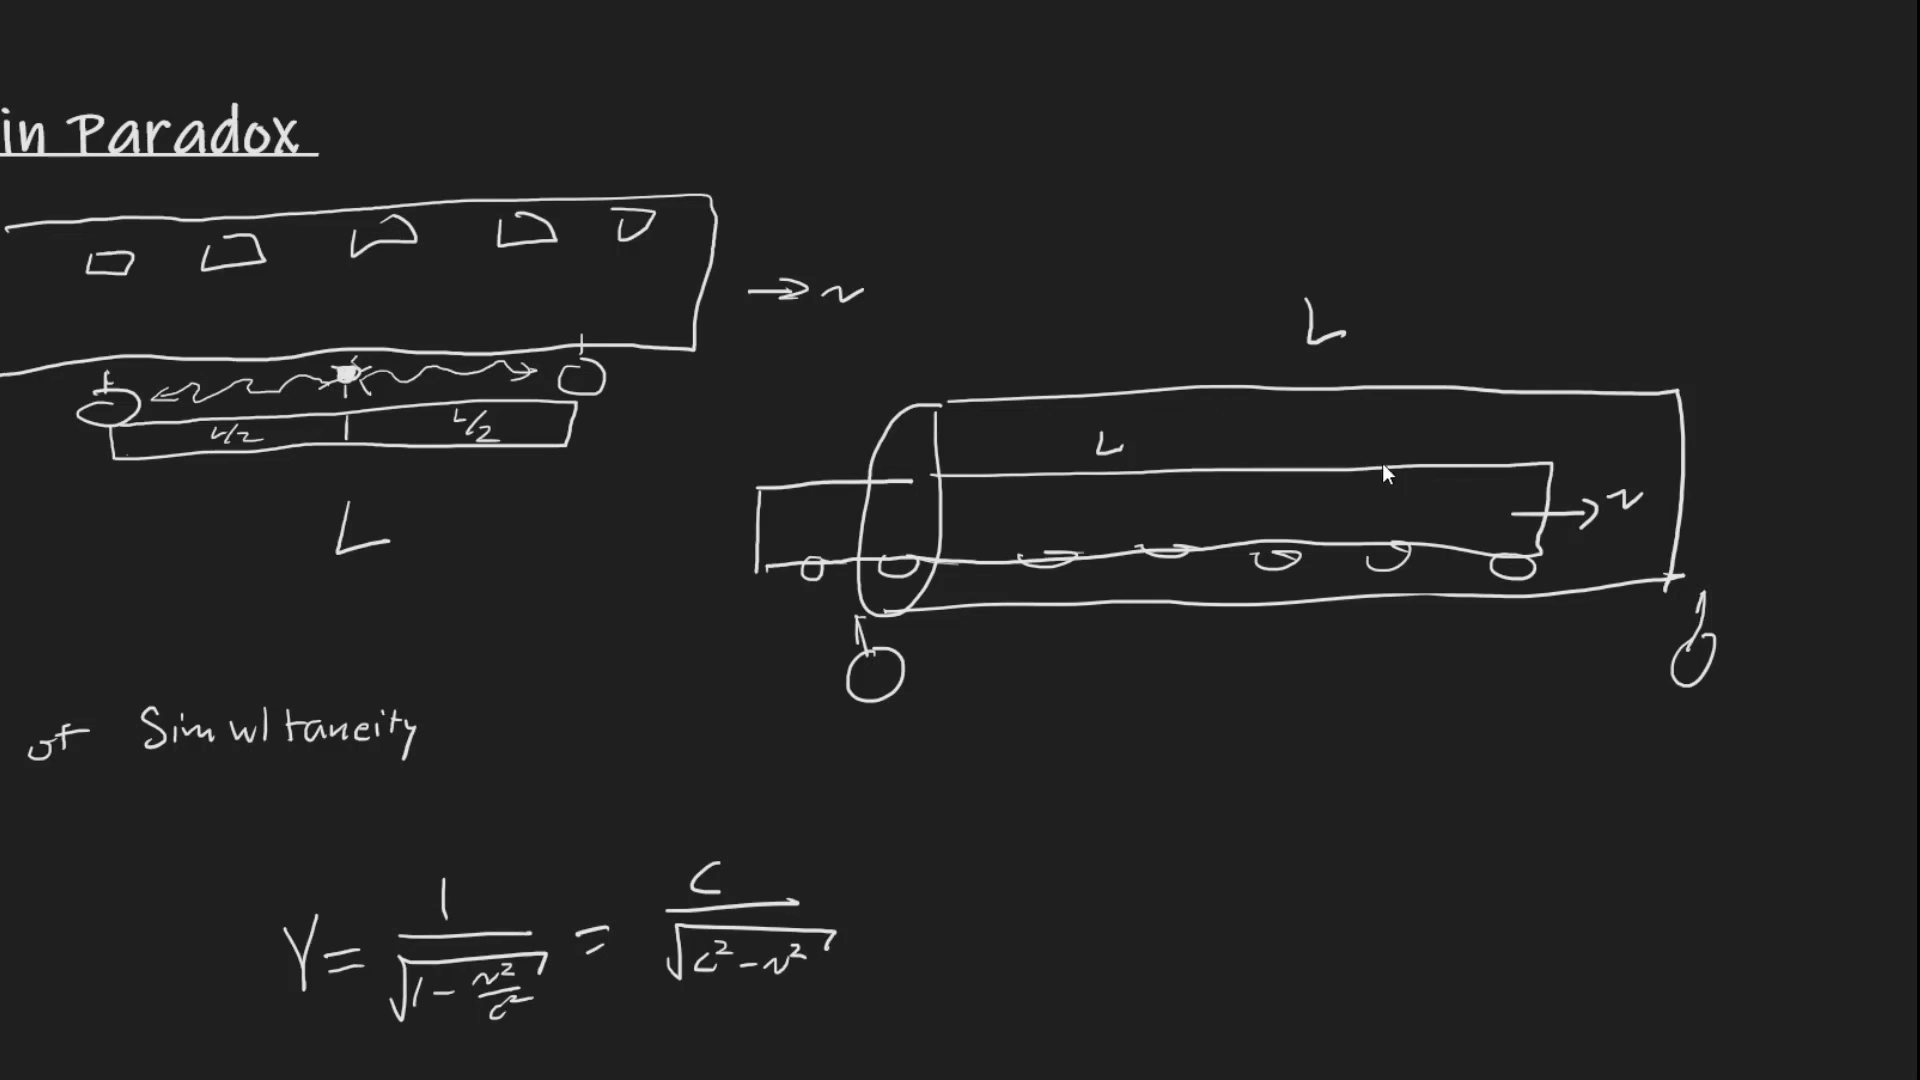 in Paradox
→ v
L/2 L/2
L
of Simultaneity
γ = 1 / √(1 - v²/c²) = c / √(c² - v²)
L
L
→ v